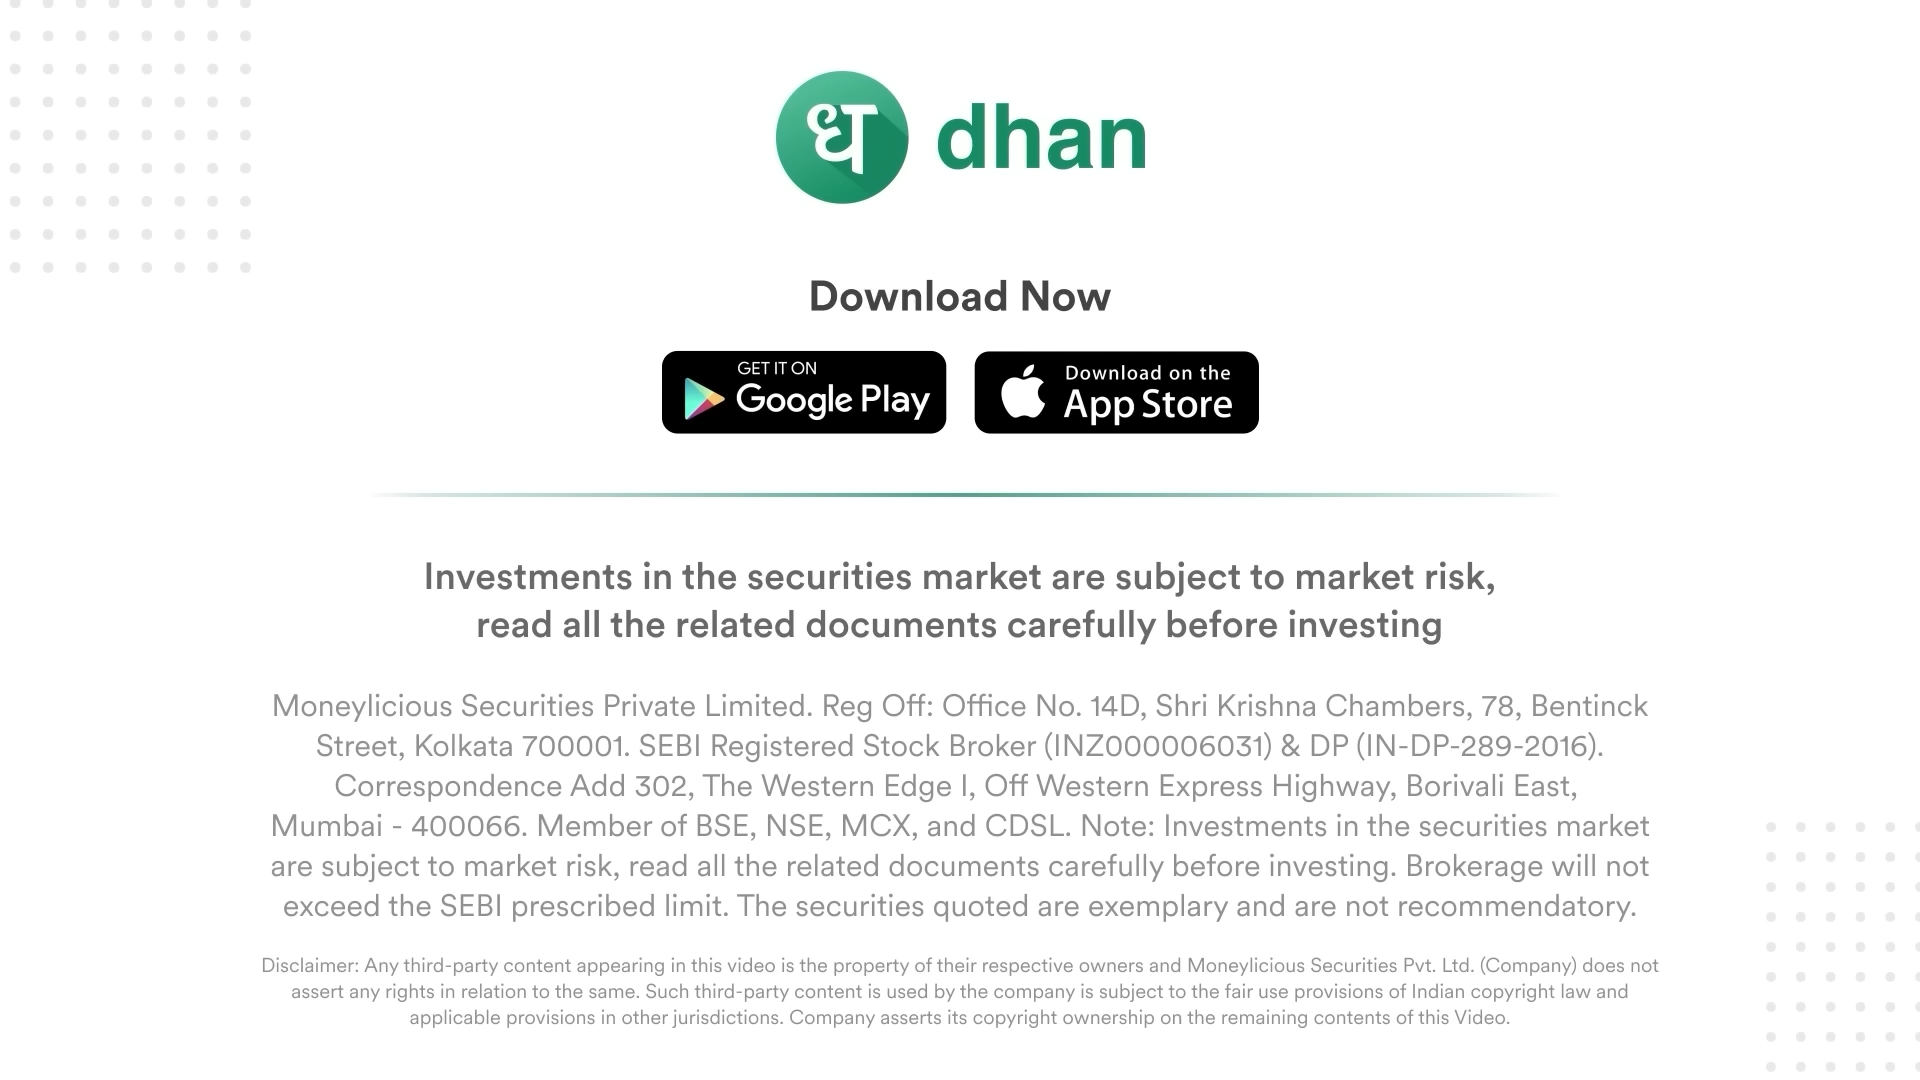 ध dhan
Download Now
GET IT ON
Google Play
Download on the
App Store
Investments in the securities market are subject to market risk,
read all the related documents carefully before investing
Moneylicious Securities Private Limited. Reg Off: Office No. 14D, Shri Krishna Chambers, 78, Bentinck
Street, Kolkata 700001. SEBI Registered Stock Broker (INZ000006031) & DP (IN-DP-289-2016).
Correspondence Add 302, The Western Edge I, Off Western Express Highway, Borivali East,
Mumbai - 400066. Member of BSE, NSE, MCX, and CDSL. Note: Investments in the securities market
are subject to market risk, read all the related documents carefully before investing. Brokerage will not
exceed the SEBI prescribed limit. The securities quoted are exemplary and are not recommendatory.
Disclaimer: Any third-party content appearing in this video is the property of their respective owners and Moneylicious Securities Pvt. Ltd. (Company) does not
assert any rights in relation to the same. Such third-party content is used by the company is subject to the fair use provisions of Indian copyright law and
applicable provisions in other jurisdictions. Company asserts its copyright ownership on the remaining contents of this Video.